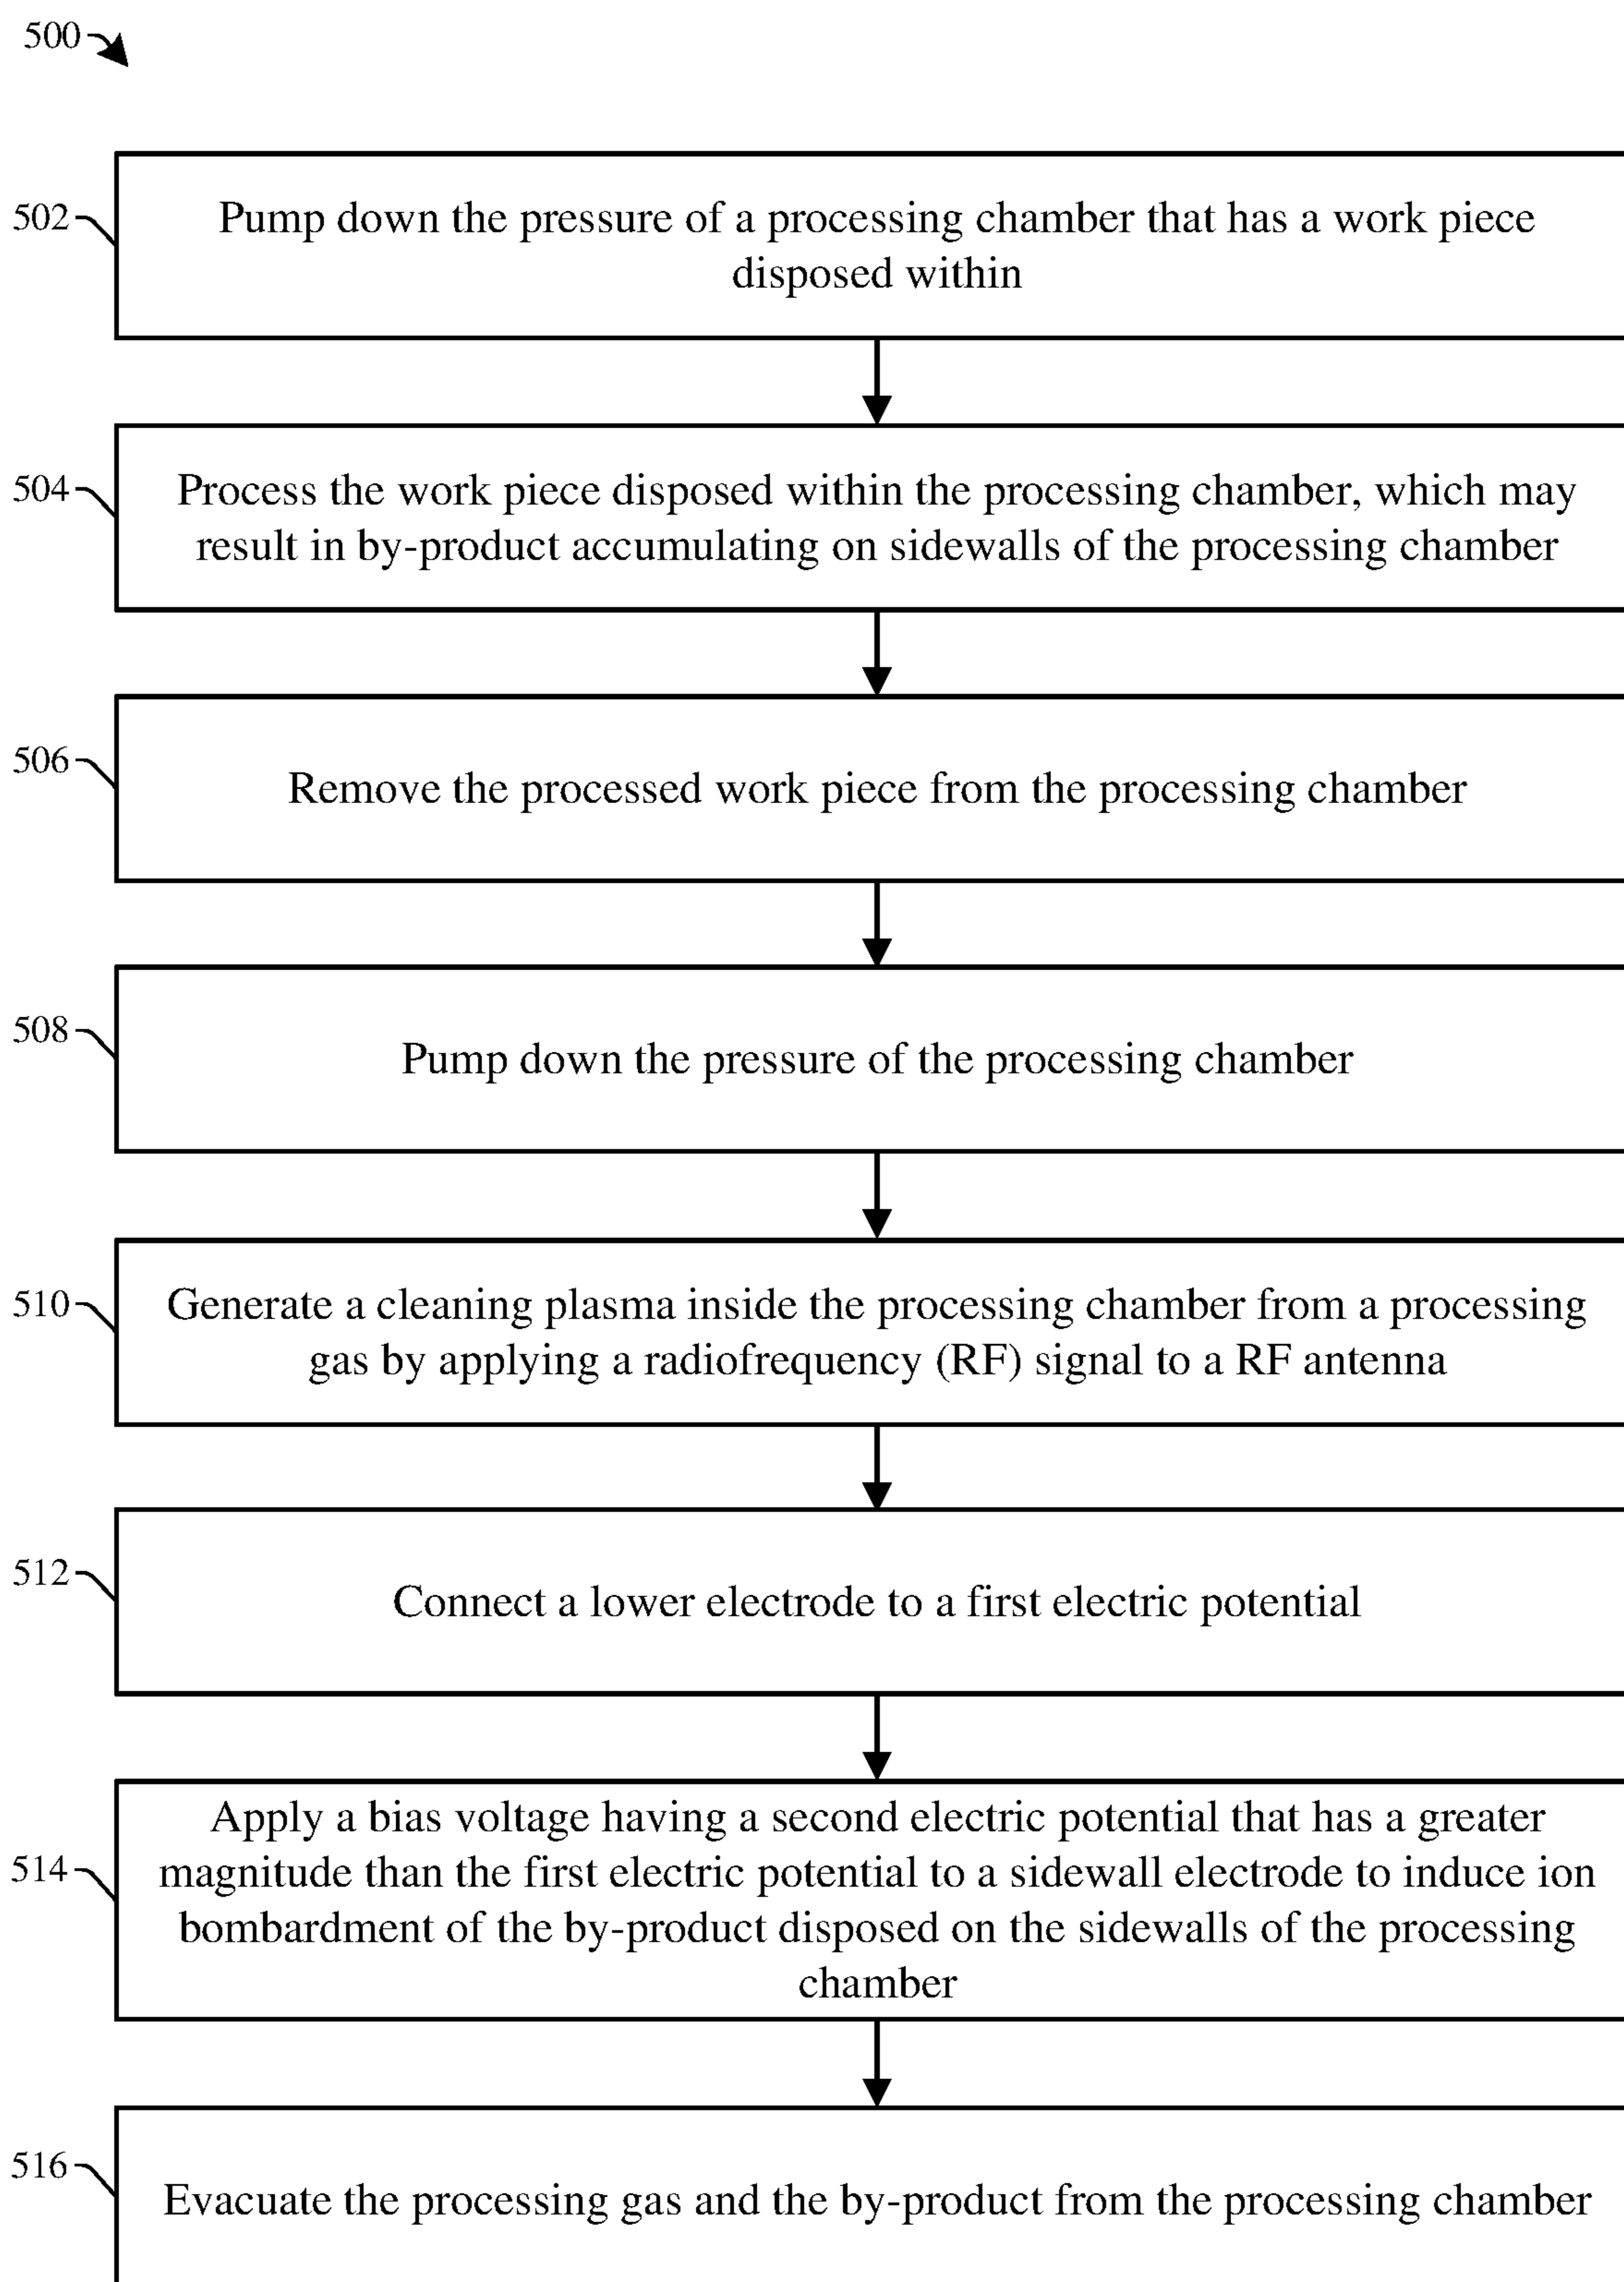 500
502
Pump down the pressure of a processing chamber that has a work piece
disposed within
504
Process the work piece disposed within the processing chamber, which may
result in by-product accumulating on sidewalls of the processing chamber
506
Remove the processed work piece from the processing chamber
508
Pump down the pressure of the processing chamber
510
Generate a cleaning plasma inside the processing chamber from a processing
gas by applying a radiofrequency (RF) signal to a RF antenna
512
Connect a lower electrode to a first electric potential
514
Apply a bias voltage having a second electric potential that has a greater
magnitude than the first electric potential to a sidewall electrode to induce ion
bombardment of the by-product disposed on the sidewalls of the processing
chamber
516
Evacuate the processing gas and the by-product from the processing chamber